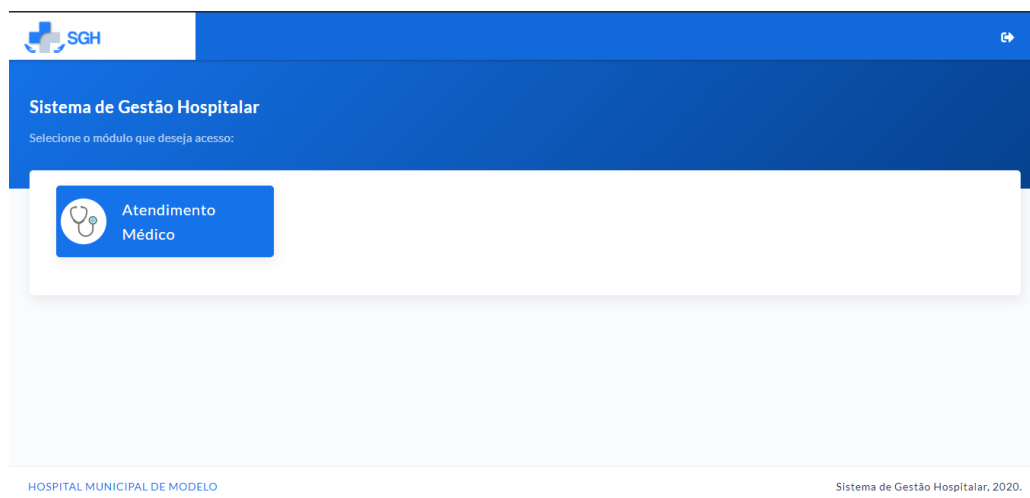 SGH
Sistema de Gestão Hospitalar
Selecione o módulo que deseja acesso:
Atendimento
Médico
HOSPITAL MUNICIPAL DE MODELO
Sistema de Gestão Hospitalar, 2020.